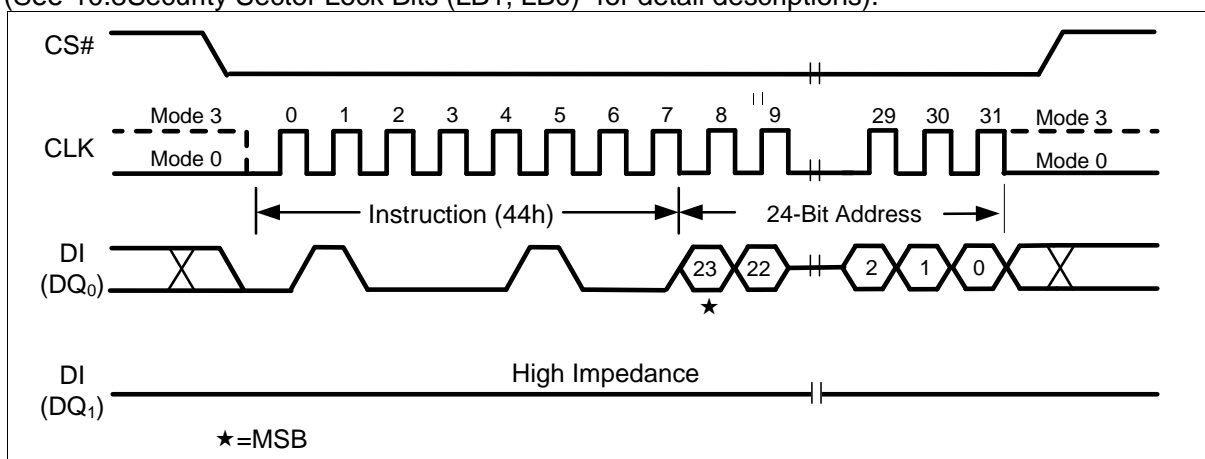 (See "10.8Security Sector Lock Bits (LB1, LB0)" for detail descriptions).
CS#
Mode 3 0 1 2 3 4 5 6 7 8 9 29 30 31 Mode 3
CLK
Mode 0 Mode 0
Instruction (44h) 24-Bit Address
DI
(DQ0) 23 22 2 1 0
★
DI
(DQ1)
High Impedance
★=MSB